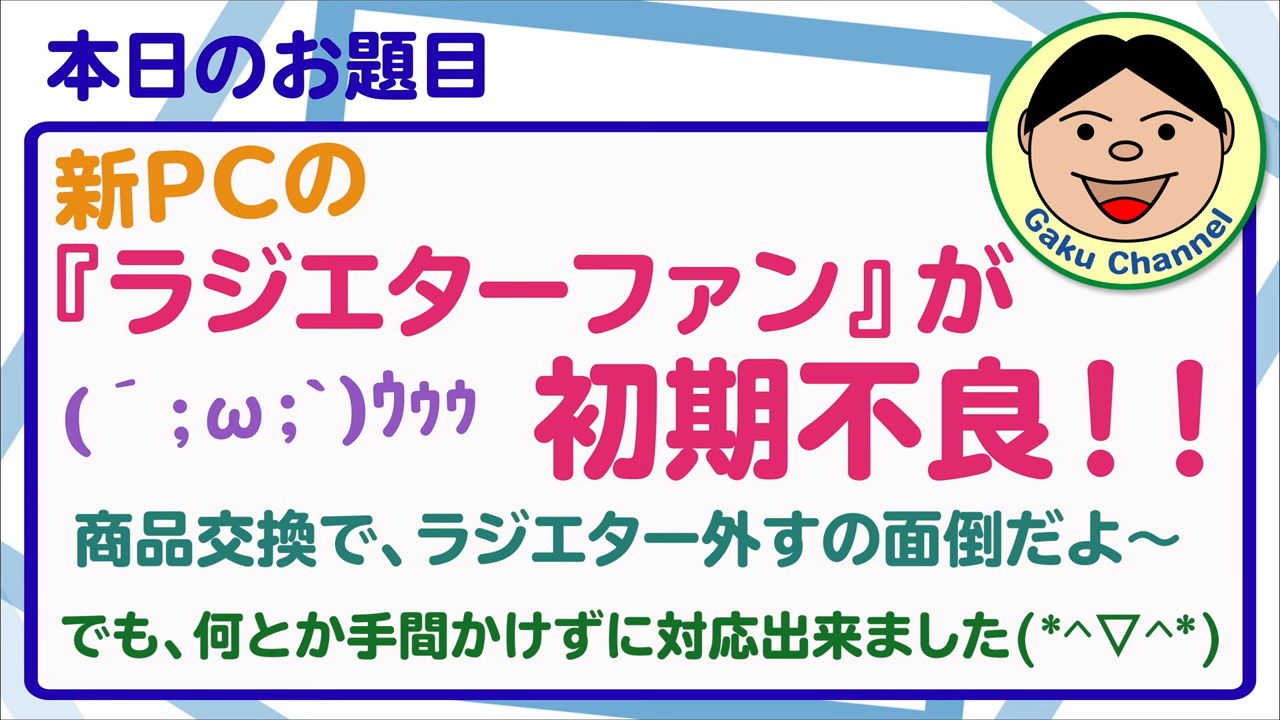 本日のお題目
新PCの
『ラジエターファン』が
(´;ω;`)ｳｩｩ 初期不良！！
商品交換で、ラジエター外すの面倒だよ～
でも、何とか手間かけずに対応出来ました(*^▽^*)
Gaku Channel